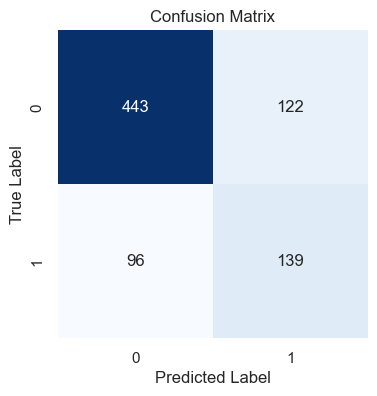 Confusion Matrix
0
443
122
True Label
1
96
139
0
1
Predicted Label